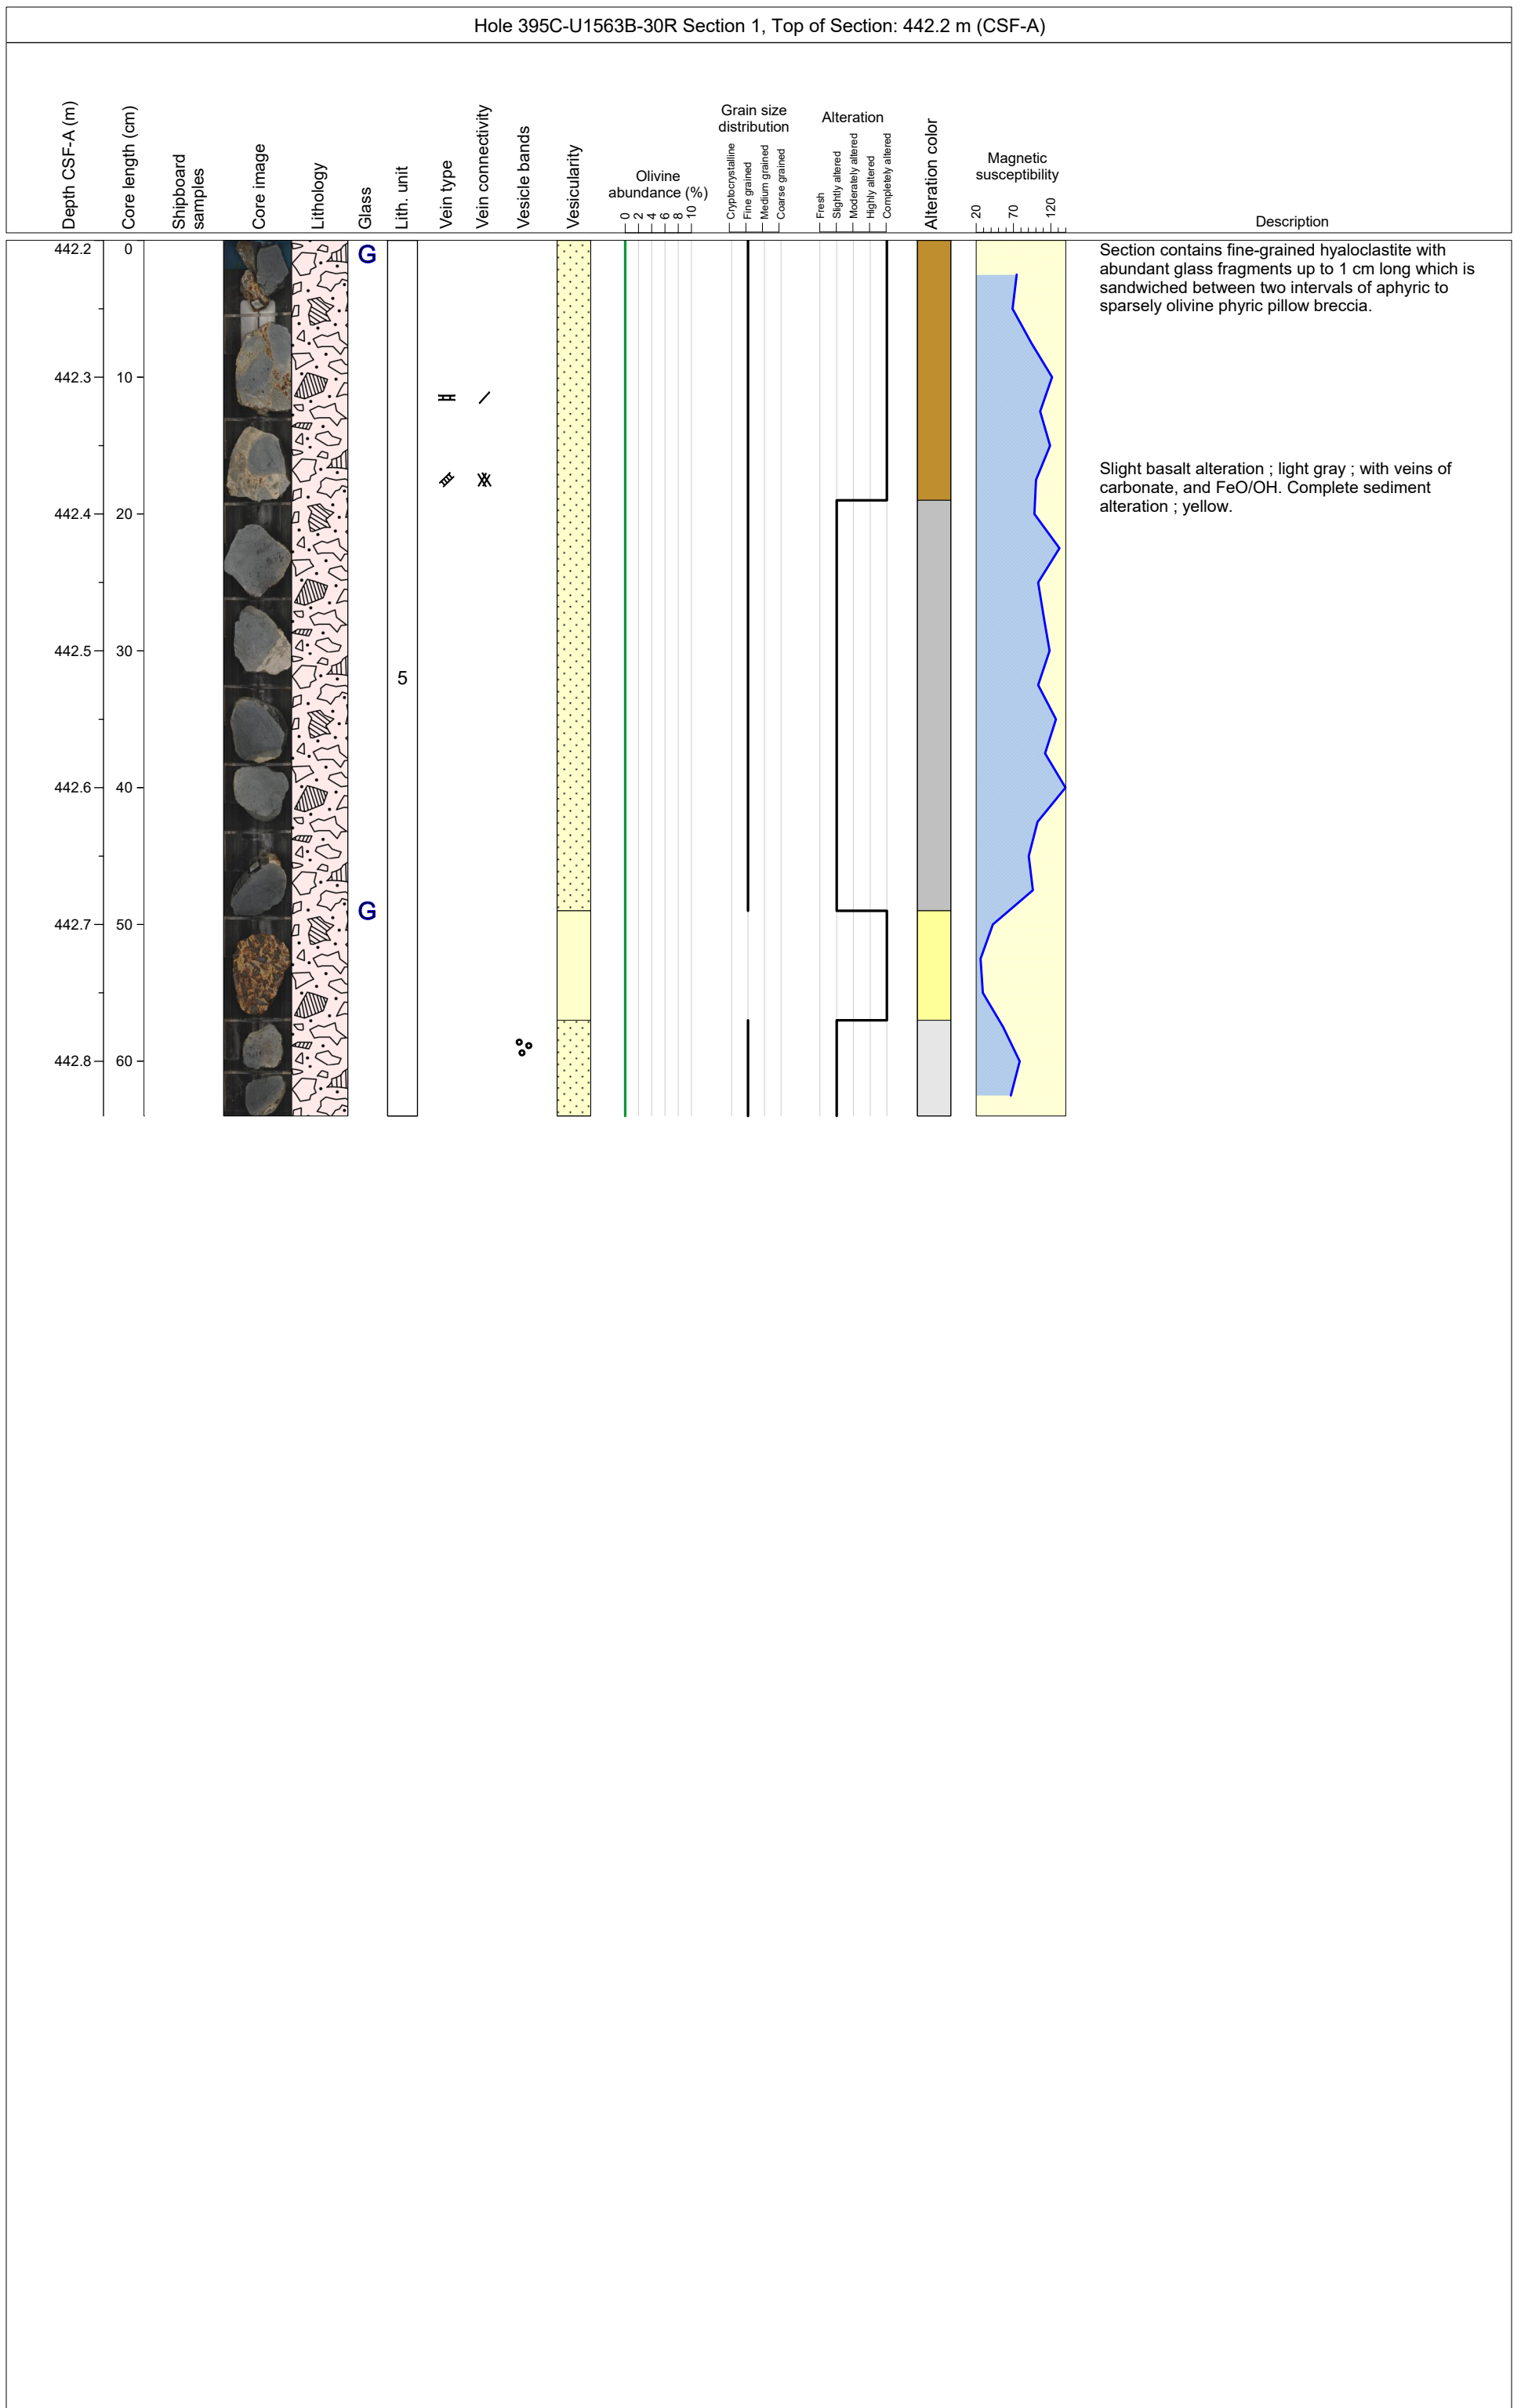 Hole 395C-U1563B-30R Section 1, Top of Section: 442.2 m (CSF-A)
Depth CSF-A (m)
Core length (cm)
Shipboard
samples
Core image
Lithology
Glass
Lith. unit
Vein type
Vein connectivity
Vesicle bands
Vesicularity
Olivine
abundance (%)
0 2 4 6 8 10
Grain size
distribution
Cryptocrystalline
Fine grained
Medium grained
Coarse grained
Alteration
Fresh
Slightly altered
Moderately altered
Highly altered
Completely altered
Alteration color
Magnetic
susceptibility
20 70 120
Description
442.2 0
442.3 10
442.4 20
442.5 30
442.6 40
442.7 50
442.8 60
G
G
5
Section contains fine-grained hyaloclastite with
abundant glass fragments up to 1 cm long which is
sandwiched between two intervals of aphyric to
sparsely olivine phyric pillow breccia.
Slight basalt alteration ; light gray ; with veins of
carbonate, and FeO/OH. Complete sediment
alteration ; yellow.